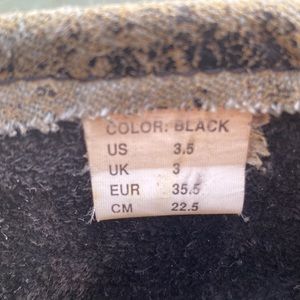 COLOR: BLACK
US 3.5
UK 3
EUR 35.5
CM 22.5